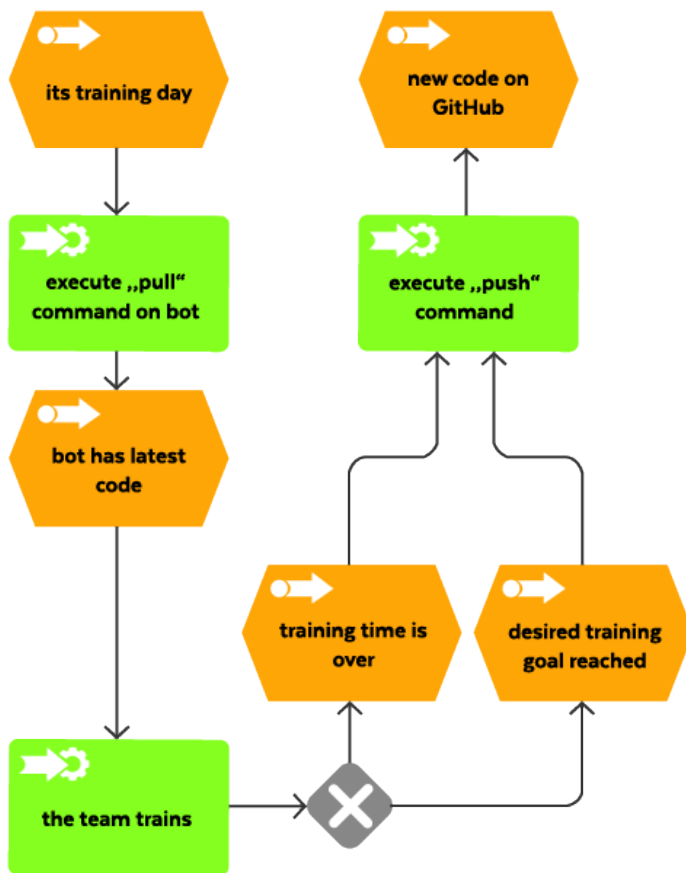 its training day
execute ,,pull“
command on bot
bot has latest
code
the team trains
training time is
over
desired training
goal reached
execute ,,push“
command
new code on
GitHub